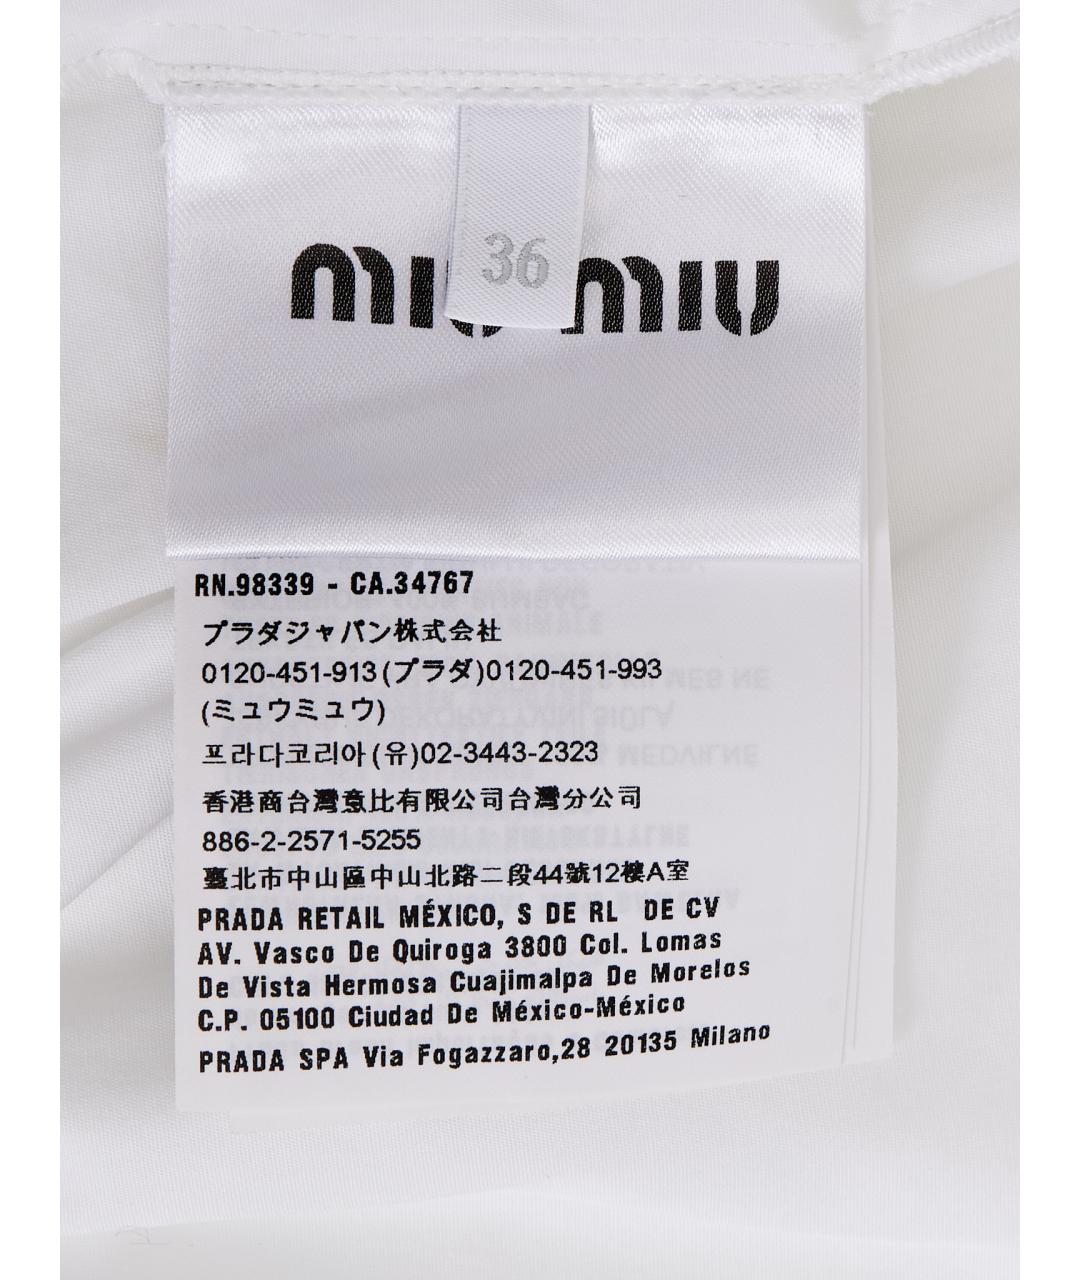 36
miu miu
RN.98339 - CA.34767
プラダジャパン株式会社
0120-451-913(プラダ)0120-451-993
(ミュウミュウ)
프라다코리아(유)02-3443-2323
香港商台灣意比有限公司台灣分公司
886-2-2571-5255
臺北市中山區中山北路二段44號12樓A室
PRADA RETAIL MÉXICO, S DE RL DE CV
AV. Vasco De Quiroga 3800 Col. Lomas
De Vista Hermosa Cuajimalpa De Morelos
C.P. 05100 Ciudad De México-México
PRADA SPA Via Fogazzaro,28 20135 Milano